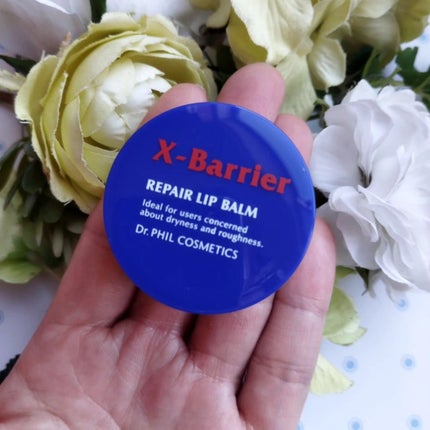 X-Barrier
REPAIR LIP BALM
Ideal for users concerned
about dryness and roughness.
Dr. PHIL COSMETICS